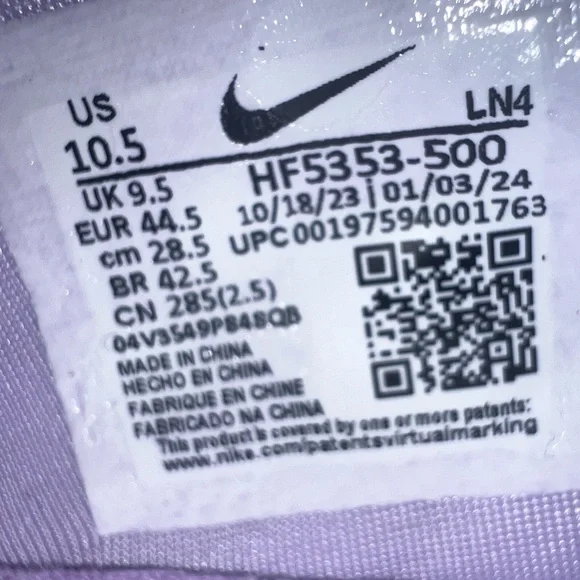 US
10.5
LN4
UK 9.5
HF5353-500
EUR 44.5
10/18/23 | 01/03/24
cm 28.5
UPC 00197594001763
BR 42.5
CN 285(2.5)
04V3549P848QB
MADE IN CHINA
HECHO EN CHINA
FABRIQUE EN CHINE
FABRICADO NA CHINA
This product is covered by one or more patents:
www.nike.com/patentsvirtualmarking